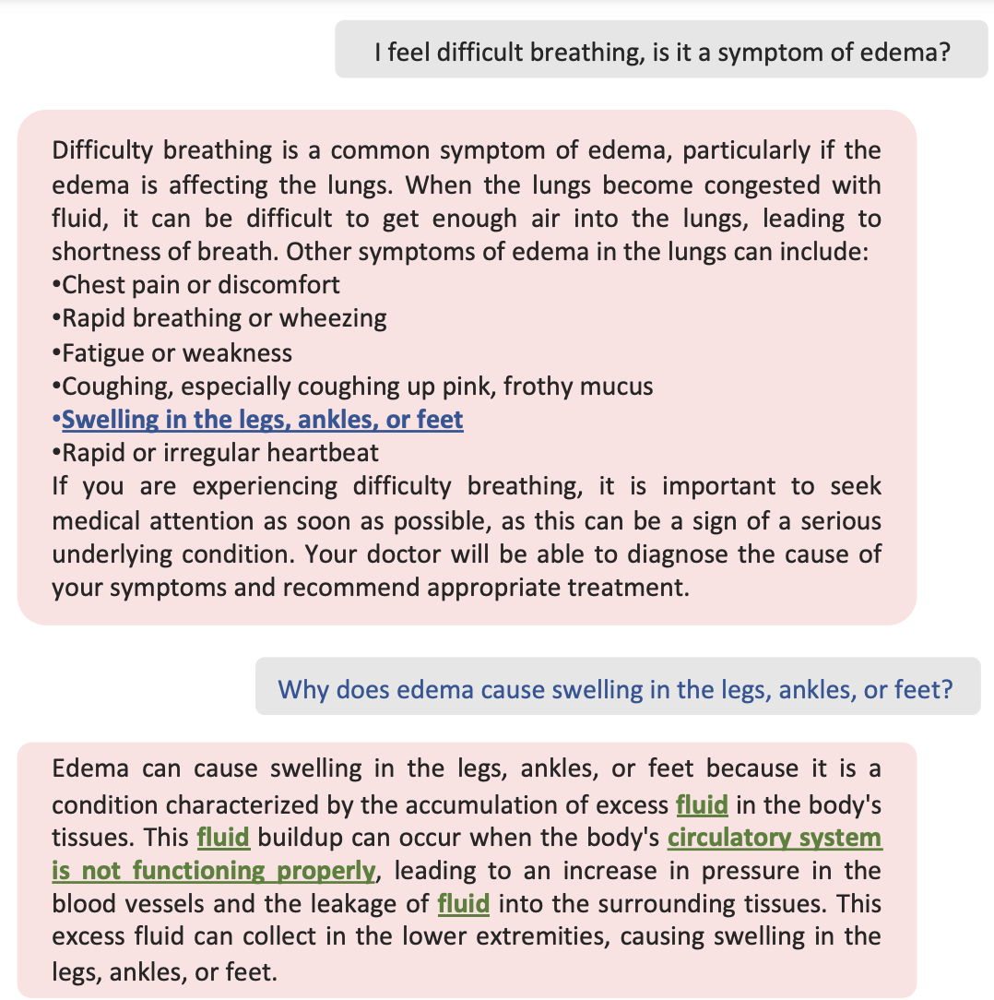 I feel difficult breathing, is it a symptom of edema?
Difficulty breathing is a common symptom of edema, particularly if the
edema is affecting the lungs. When the lungs become congested with
fluid, it can be difficult to get enough air into the lungs, leading to
shortness of breath. Other symptoms of edema in the lungs can include:
•Chest pain or discomfort
•Rapid breathing or wheezing
•Fatigue or weakness
•Coughing, especially coughing up pink, frothy mucus
•Swelling in the legs, ankles, or feet
•Rapid or irregular heartbeat
If you are experiencing difficulty breathing, it is important to seek
medical attention as soon as possible, as this can be a sign of a serious
underlying condition. Your doctor will be able to diagnose the cause of
your symptoms and recommend appropriate treatment.
Why does edema cause swelling in the legs, ankles, or feet?
Edema can cause swelling in the legs, ankles, or feet because it is a
condition characterized by the accumulation of excess fluid in the body's
tissues. This fluid buildup can occur when the body's circulatory system
is not functioning properly, leading to an increase in pressure in the
blood vessels and the leakage of fluid into the surrounding tissues. This
excess fluid can collect in the lower extremities, causing swelling in the
legs, ankles, or feet.